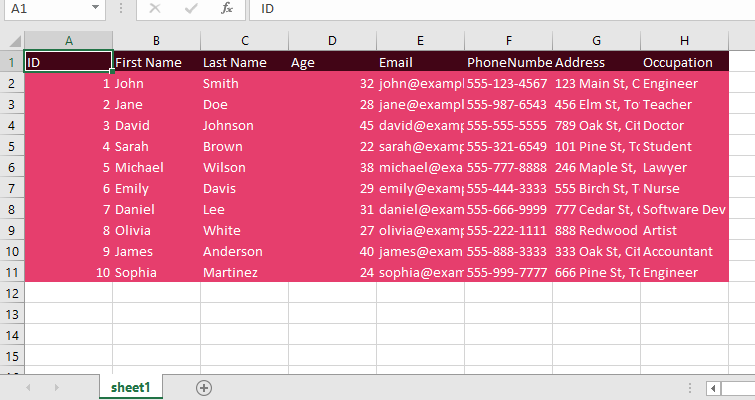 A1 fx ID
A B C D E F G H
1 ID First Name Last Name Age Email PhoneNumbe Address Occupation
2 1 John Smith 32 john@exampl 555-123-4567 123 Main St, C Engineer
3 2 Jane Doe 28 jane@exampl 555-987-6543 456 Elm St, To Teacher
4 3 David Johnson 45 david@examp 555-555-5555 789 Oak St, Cit Doctor
5 4 Sarah Brown 22 sarah@examp 555-321-6549 101 Pine St, To Student
6 5 Michael Wilson 38 michael@exa 555-777-8888 246 Maple St, Lawyer
7 6 Emily Davis 29 emily@exam 555-444-3333 555 Birch St, T Nurse
8 7 Daniel Lee 31 daniel@exam 555-666-9999 777 Cedar St, Software Dev
9 8 Olivia White 27 olivia@exam 555-222-1111 888 Redwood Artist
10 9 James Anderson 40 james@exam 555-888-3333 333 Oak St, Cit Accountant
11 10 Sophia Martinez 24 sophia@exam 555-999-7777 666 Pine St, To Engineer
12
13
14
15
sheet1